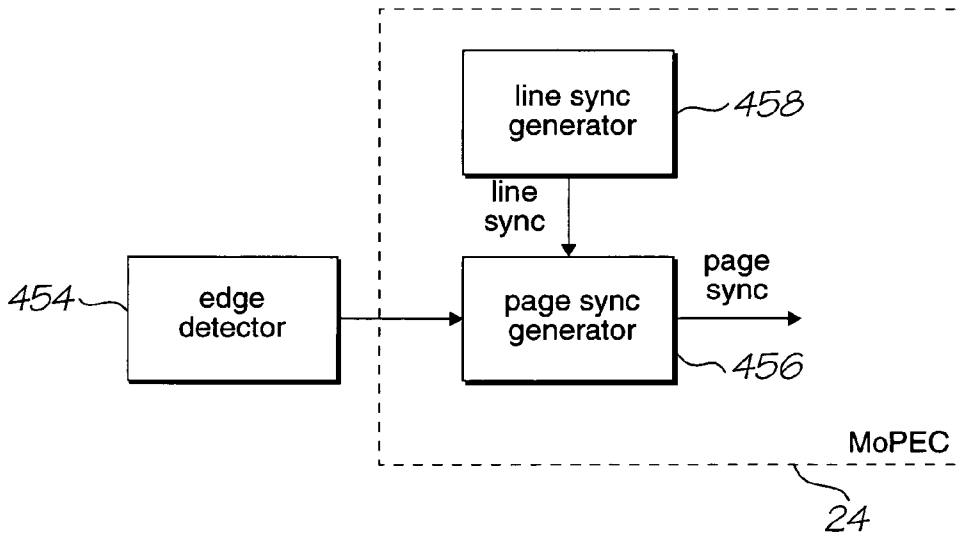 line sync
generator
458
line
sync
454
edge
detector
page sync
generator
page
sync
456
MoPEC
24